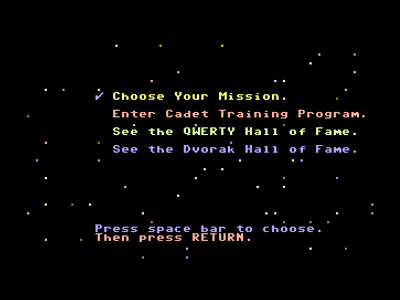 ✓ Choose Your Mission.
Enter Cadet Training Program.
See the QWERTY Hall of Fame.
See the Dvorak Hall of Fame.
Press space bar to choose.
Then press RETURN.